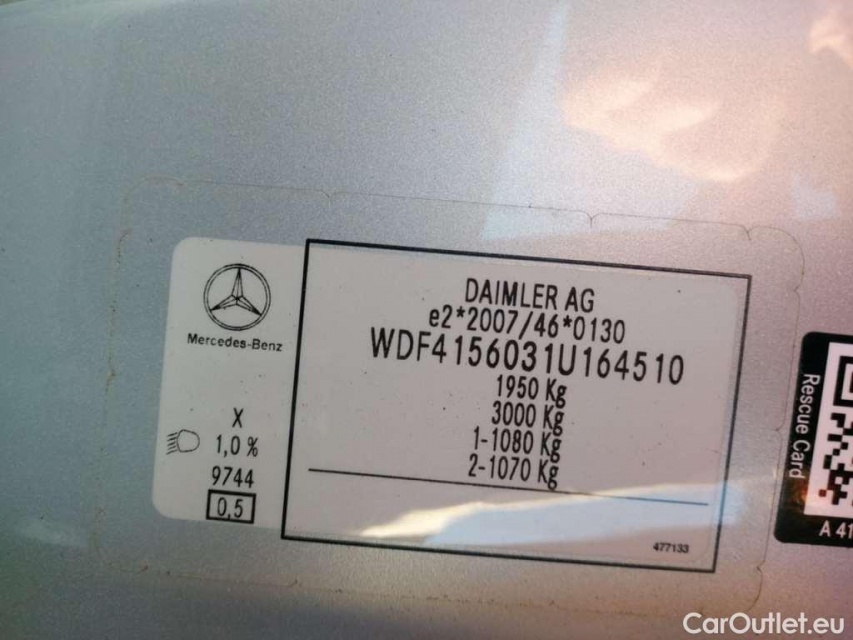 DAIMLER AG
e2*2007/46*0130
WDF4156031U164510
1950 Kg
3000 Kg
1-1080 Kg
2-1070 Kg
477133
Mercedes-Benz
X
1,0 %
9744
0,5
Rescue Card
A 41
CarOutlet.eu